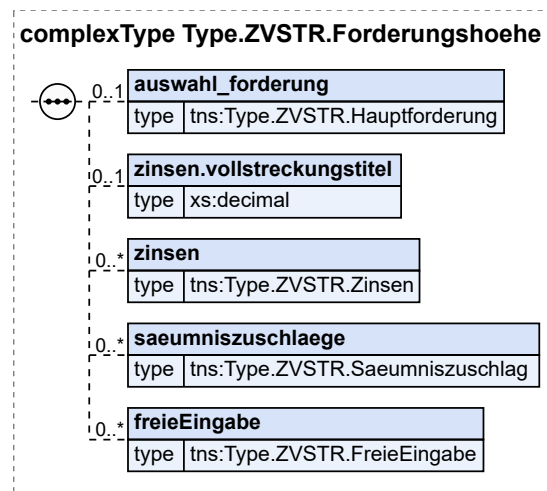 complexType Type.ZVSTR.Forderungshoehe
0..1 auswahl_forderung
type tns:Type.ZVSTR.Hauptforderung
0..1 zinsen.vollstreckungstitel
type xs:decimal
0..* zinsen
type tns:Type.ZVSTR.Zinsen
0..* saeumniszuschlaege
type tns:Type.ZVSTR.Saeumniszuschlag
0..* freieEingabe
type tns:Type.ZVSTR.FreieEingabe